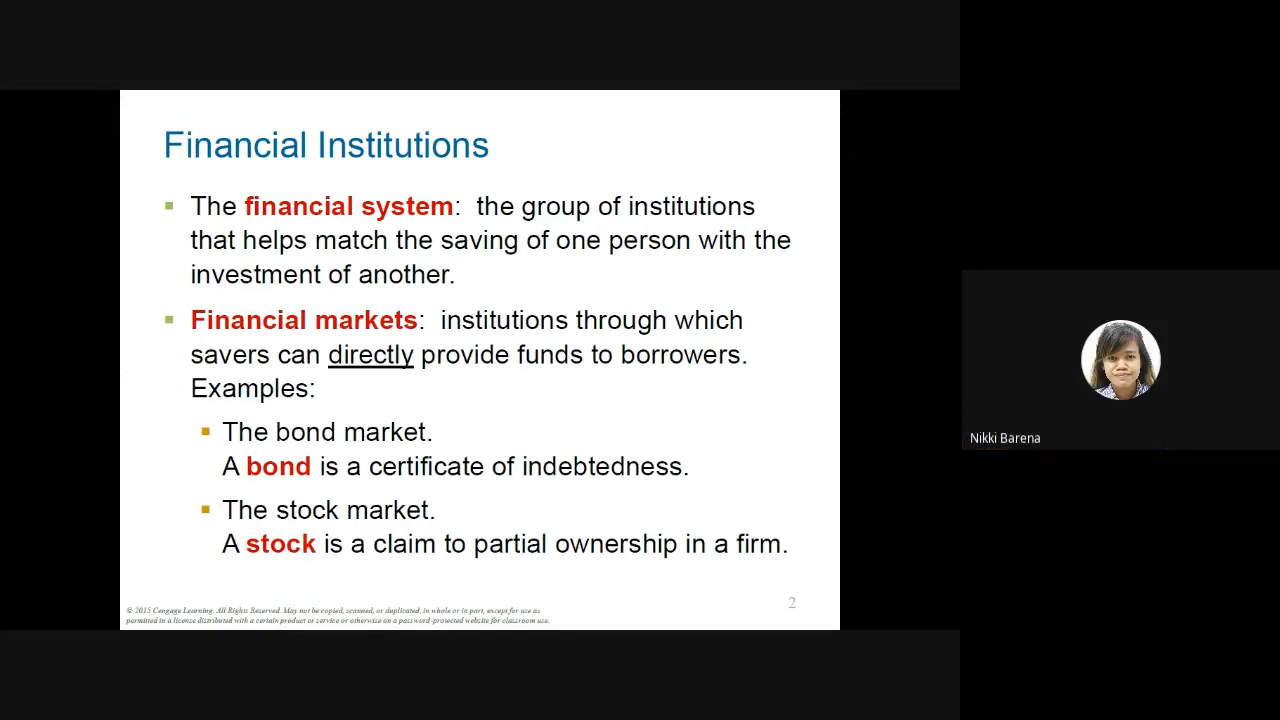 Financial Institutions
The financial system: the group of institutions
that helps match the saving of one person with the
investment of another.
Financial markets: institutions through which
savers can directly provide funds to borrowers.
Examples:
The bond market.
A bond is a certificate of indebtedness.
The stock market.
A stock is a claim to partial ownership in a firm.
© 2015 Cengage Learning. All Rights Reserved. May not be copied, scanned, or duplicated, in whole or in part, except for use as
permitted in a license distributed with a certain product or service or otherwise on a password-protected website for classroom use.
2
Nikki Barena